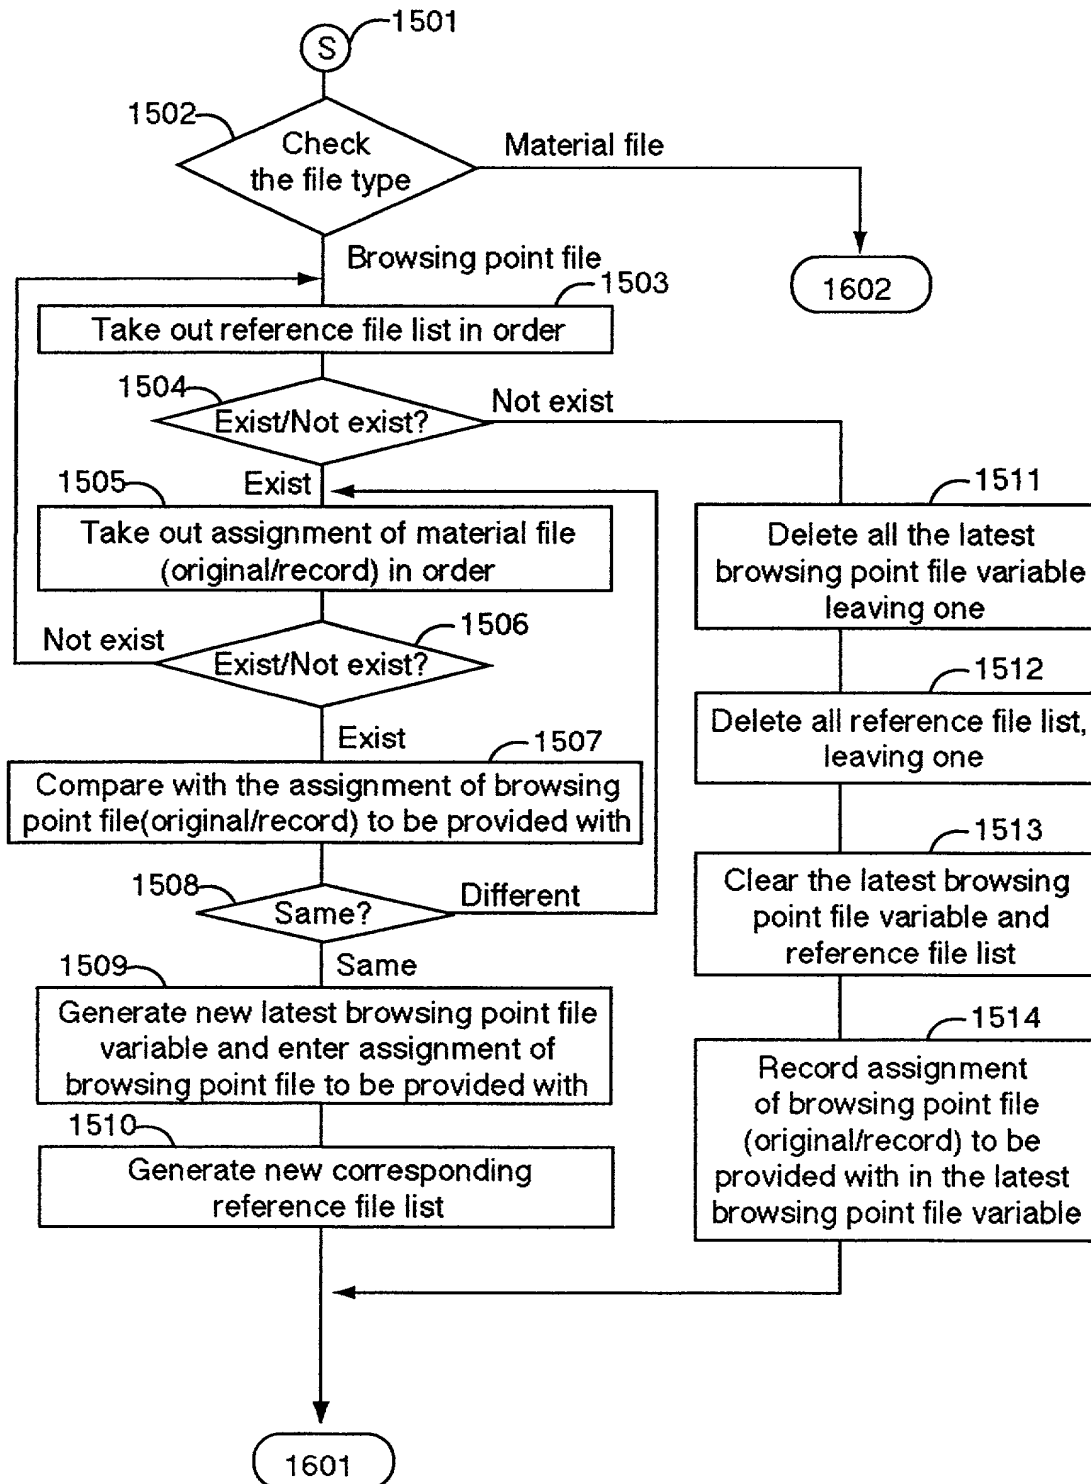 1501
S
1502
Check
the file type
Material file
Browsing point file
1602
1503
Take out reference file list in order
1504
Exist/Not exist?
Not exist
Exist
1505
Take out assignment of material file
(original/record) in order
1506
Not exist
Exist/Not exist?
Exist
1507
Compare with the assignment of browsing
point file(original/record) to be provided with
1508
Same?
Different
Same
1509
Generate new latest browsing point file
variable and enter assignment of
browsing point file to be provided with
1510
Generate new corresponding
reference file list
1511
Delete all the latest
browsing point file variable
leaving one
1512
Delete all reference file list,
leaving one
1513
Clear the latest browsing
point file variable and
reference file list
1514
Record assignment
of browsing point file
(original/record) to be
provided with in the latest
browsing point file variable
1601